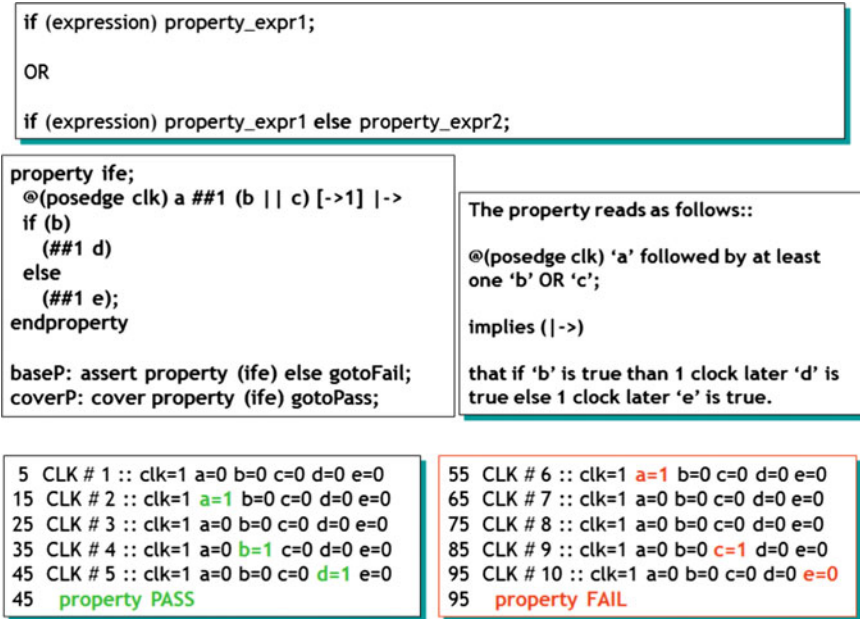 if (expression) property_expr1;
OR
if (expression) property_expr1 else property_expr2;
property ife;
@(posedge clk) a ##1 (b || c) [->1] |->
if (b)
(##1 d)
else
(##1 e);
endproperty
baseP: assert property (ife) else gotoFail;
coverP: cover property (ife) gotoPass;
The property reads as follows::
@(posedge clk) ‘a’ followed by at least
one ‘b’ OR ‘c’;
implies (|->)
that if ‘b’ is true than 1 clock later ‘d’ is
true else 1 clock later ‘e’ is true.
5 CLK # 1 :: clk=1 a=0 b=0 c=0 d=0 e=0
15 CLK # 2 :: clk=1 a=1 b=0 c=0 d=0 e=0
25 CLK # 3 :: clk=1 a=0 b=0 c=0 d=0 e=0
35 CLK # 4 :: clk=1 a=0 b=1 c=0 d=0 e=0
45 CLK # 5 :: clk=1 a=0 b=0 c=0 d=1 e=0
45 property PASS
55 CLK # 6 :: clk=1 a=1 b=0 c=0 d=0 e=0
65 CLK # 7 :: clk=1 a=0 b=0 c=0 d=0 e=0
75 CLK # 8 :: clk=1 a=0 b=0 c=0 d=0 e=0
85 CLK # 9 :: clk=1 a=0 b=0 c=1 d=0 e=0
95 CLK # 10 :: clk=1 a=0 b=0 c=0 d=0 e=0
95 property FAIL